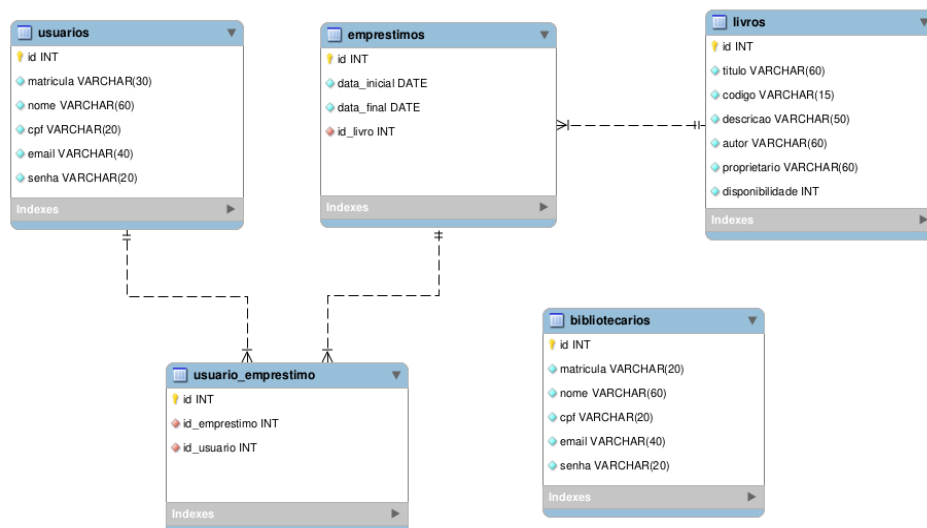 usuarios
id INT
matricula VARCHAR(30)
nome VARCHAR(60)
cpf VARCHAR(20)
email VARCHAR(40)
senha VARCHAR(20)
Indexes
emprestimos
id INT
data_inicial DATE
data_final DATE
id_livro INT
Indexes
livros
id INT
titulo VARCHAR(60)
codigo VARCHAR(15)
descricao VARCHAR(50)
autor VARCHAR(60)
proprietario VARCHAR(60)
disponibilidade INT
Indexes
usuario_emprestimo
id INT
id_emprestimo INT
id_usuario INT
Indexes
bibliotecarios
id INT
matricula VARCHAR(20)
nome VARCHAR(60)
cpf VARCHAR(20)
email VARCHAR(40)
senha VARCHAR(20)
Indexes